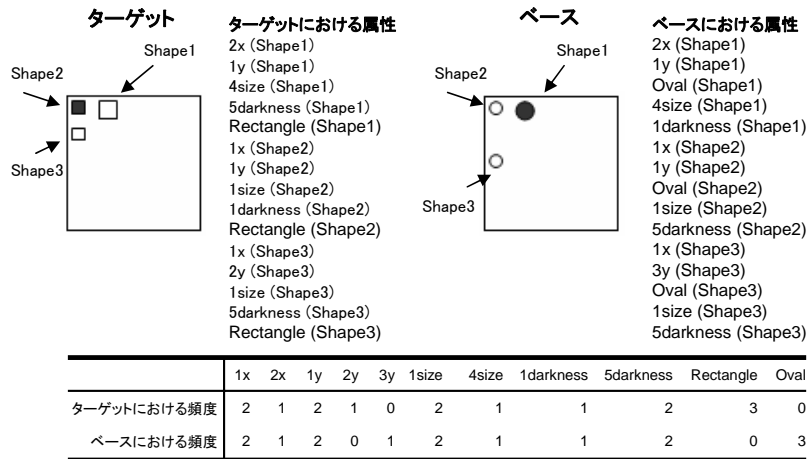 ターゲット
Shape1
Shape2
Shape3
ターゲットにおける属性
2x (Shape1)
1y (Shape1)
4size (Shape1)
5darkness (Shape1)
Rectangle (Shape1)
1x (Shape2)
1y (Shape2)
1size (Shape2)
1darkness (Shape2)
Rectangle (Shape2)
1x (Shape3)
2y (Shape3)
1size (Shape3)
5darkness (Shape3)
Rectangle (Shape3)
ベース
Shape1
Shape2
Shape3
ベースにおける属性
2x (Shape1)
1y (Shape1)
Oval (Shape1)
4size (Shape1)
1darkness (Shape1)
1x (Shape2)
1y (Shape2)
Oval (Shape2)
1size (Shape2)
5darkness (Shape2)
1x (Shape3)
3y (Shape3)
Oval (Shape3)
1size (Shape3)
5darkness (Shape3)
1x 2x 1y 2y 3y 1size 4size 1darkness 5darkness Rectangle Oval
ターゲットにおける頻度 2 1 2 1 0 2 1 1 2 3 0
ベースにおける頻度 2 1 2 0 1 2 1 1 2 0 3